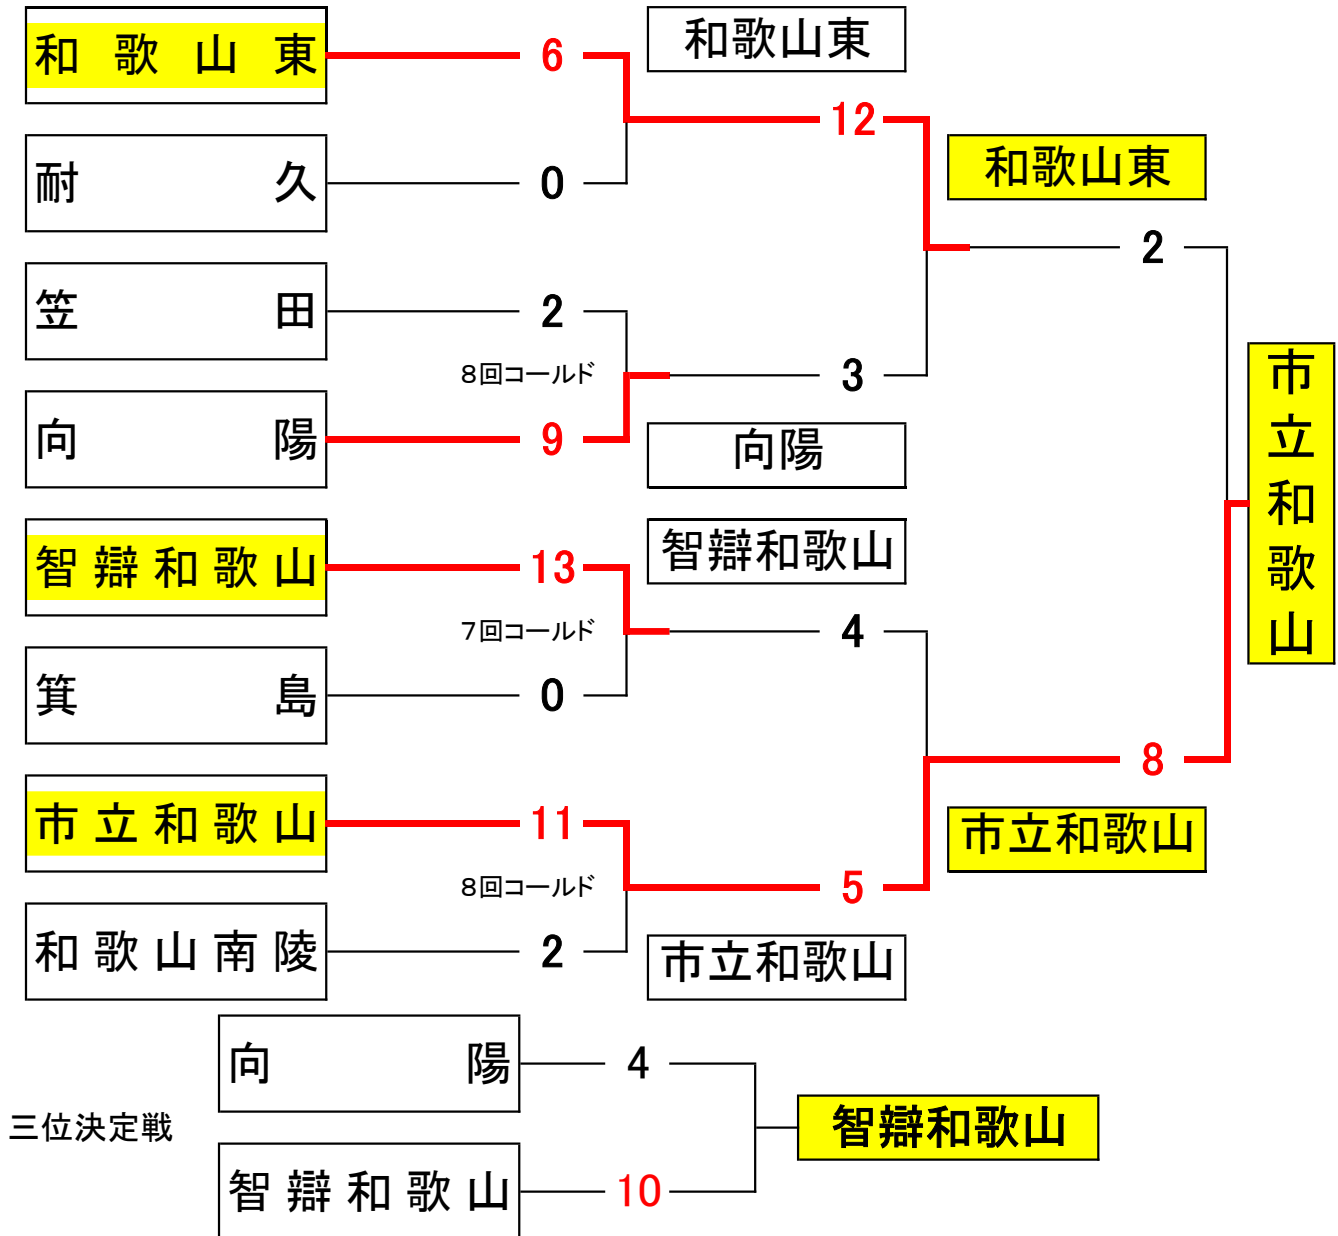 和歌山東
6
和歌山東
12
耐久
0
和歌山東
笠田
2
2
8回コールド
3
向陽
9
向陽
市立和歌山
智辯和歌山
13
智辯和歌山
7回コールド
4
箕島
0
8
市立和歌山
11
市立和歌山
8回コールド
5
和歌山南陵
2
市立和歌山
向陽
4
三位決定戦
智辯和歌山
智辯和歌山
10